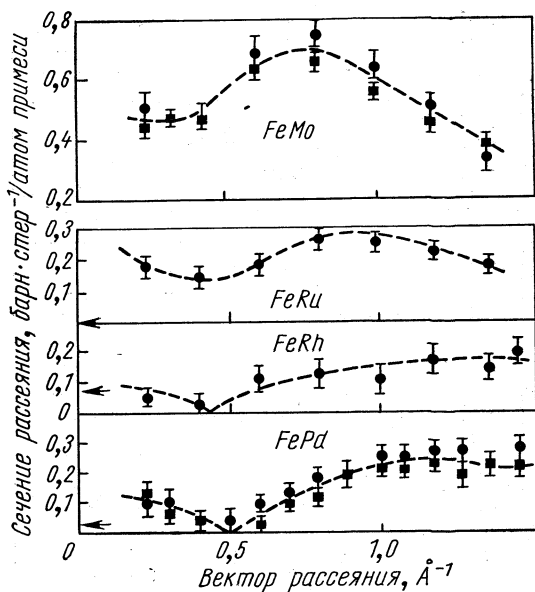 Сечение рассеяния, барн·стер⁻¹/атом примеси
0,8
0,6
0,4
0,2
FeMo
0,3
0,2
0,1
FeRu
FeRh
0,2
0,1
0
FePd
0,3
0,2
0,1
0
0,5
1,0
Вектор рассеяния, Å⁻¹